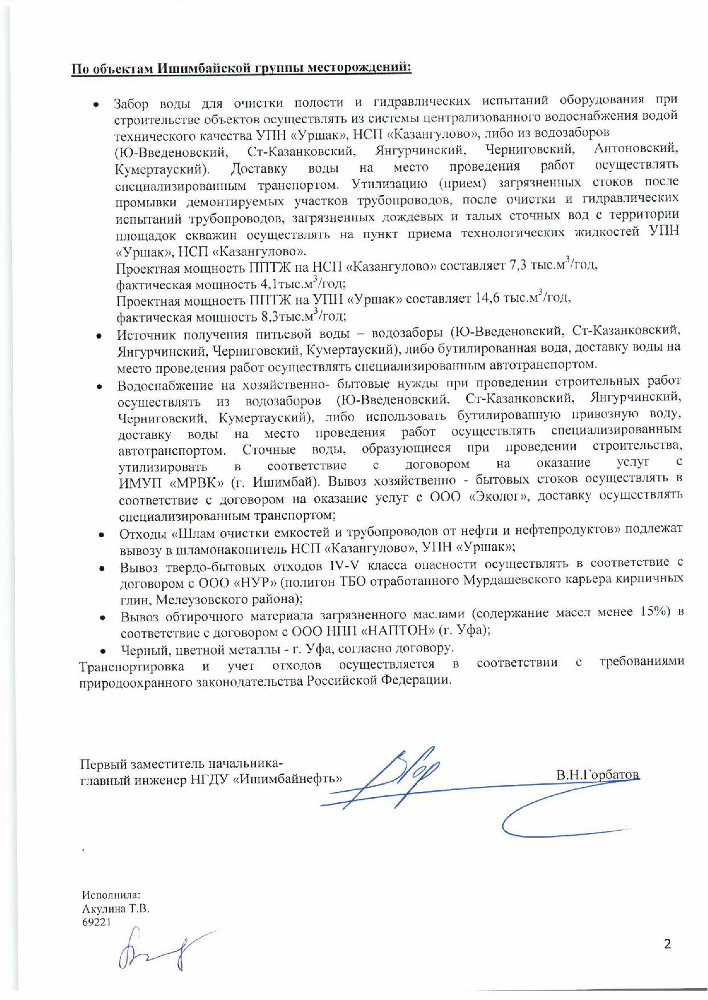 По объектам Ишимбайской группы месторождений:
• Забор воды для очистки полости и гидравлических испытаний оборудования при
строительстве объектов осуществлять из системы централизованного водоснабжения водой
технического качества УПН «Уршак», НСП «Казангулово», либо из водозаборов
(Ю-Введеновский, Ст-Казанковский, Янгурчинский, Черниговский, Антоновский,
Кумертауский). Доставку воды на место проведения работ осуществлять
специализированным транспортом. Утилизацию (прием) загрязненных стоков после
промывки демонтируемых участков трубопроводов, после очистки и гидравлических
испытаний трубопроводов, загрязненных дождевых и талых сточных вод с территории
площадок скважин осуществлять на пункт приема технологических жидкостей УПН
«Уршак», НСП «Казангулово».
Проектная мощность ППТЖ на НСП «Казангулово» составляет 7,3 тыс.м³/год,
фактическая мощность 4,1тыс.м³/год;
Проектная мощность ППТЖ на УПН «Уршак» составляет 14,6 тыс.м³/год,
фактическая мощность 8,3тыс.м³/год;
• Источник получения питьевой воды – водозаборы (Ю-Введеновский, Ст-Казанковский,
Янгурчинский, Черниговский, Кумертауский), либо бутилированная вода, доставку воды на
место проведения работ осуществлять специализированным автотранспортом.
• Водоснабжение на хозяйственно- бытовые нужды при проведении строительных работ
осуществлять из водозаборов (Ю-Введеновский, Ст-Казанковский, Янгурчинский,
Черниговский, Кумертауский), либо использовать бутилированную привозную воду,
доставку воды на место проведения работ осуществлять специализированным
автотранспортом. Сточные воды, образующиеся при проведении строительства,
утилизировать в соответствие с договором на оказание услуг с
ИМУП «МРВК» (г. Ишимбай). Вывоз хозяйственно - бытовых стоков осуществлять в
соответствие с договором на оказание услуг с ООО «Эколог», доставку осуществлять
специализированным транспортом;
• Отходы «Шлам очистки емкостей и трубопроводов от нефти и нефтепродуктов» подлежат
вывозу в шламонакопитель НСП «Казангулово», УПН «Уршак»;
• Вывоз твердо-бытовых отходов IV-V класса опасности осуществлять в соответствие с
договором с ООО «НУР» (полигон ТБО отработанного Мурдашевского карьера кирпичных
глин, Мелеузовского района);
• Вывоз обтирочного материала загрязненного маслами (содержание масел менее 15%) в
соответствие с договором с ООО НПП «НАПТОН» (г. Уфа);
• Черный, цветной металлы - г. Уфа, согласно договору.
Транспортировка и учет отходов осуществляется в соответствии с требованиями
природоохранного законодательства Российской Федерации.
Первый заместитель начальника-
главный инженер НГДУ «Ишимбайнефть» В.Н.Горбатов
.
Исполнила:
Акулина Т.В.
69221
2